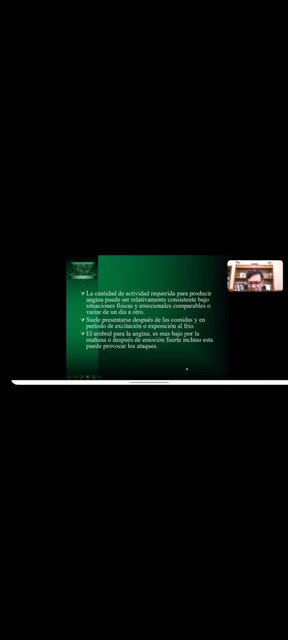 La cantidad de actividad requerida para producir
angina puede ser relativamente consistente bajo
situaciones físicas y emocionales comparables o
variar de un día a otro.
Suele presentarse después de las comidas y en
período de excitación o exposición al frío.
El umbral para la angina, es mas bajo por la
mañana o después de emoción fuerte incluso esta
puede provocar los ataques.